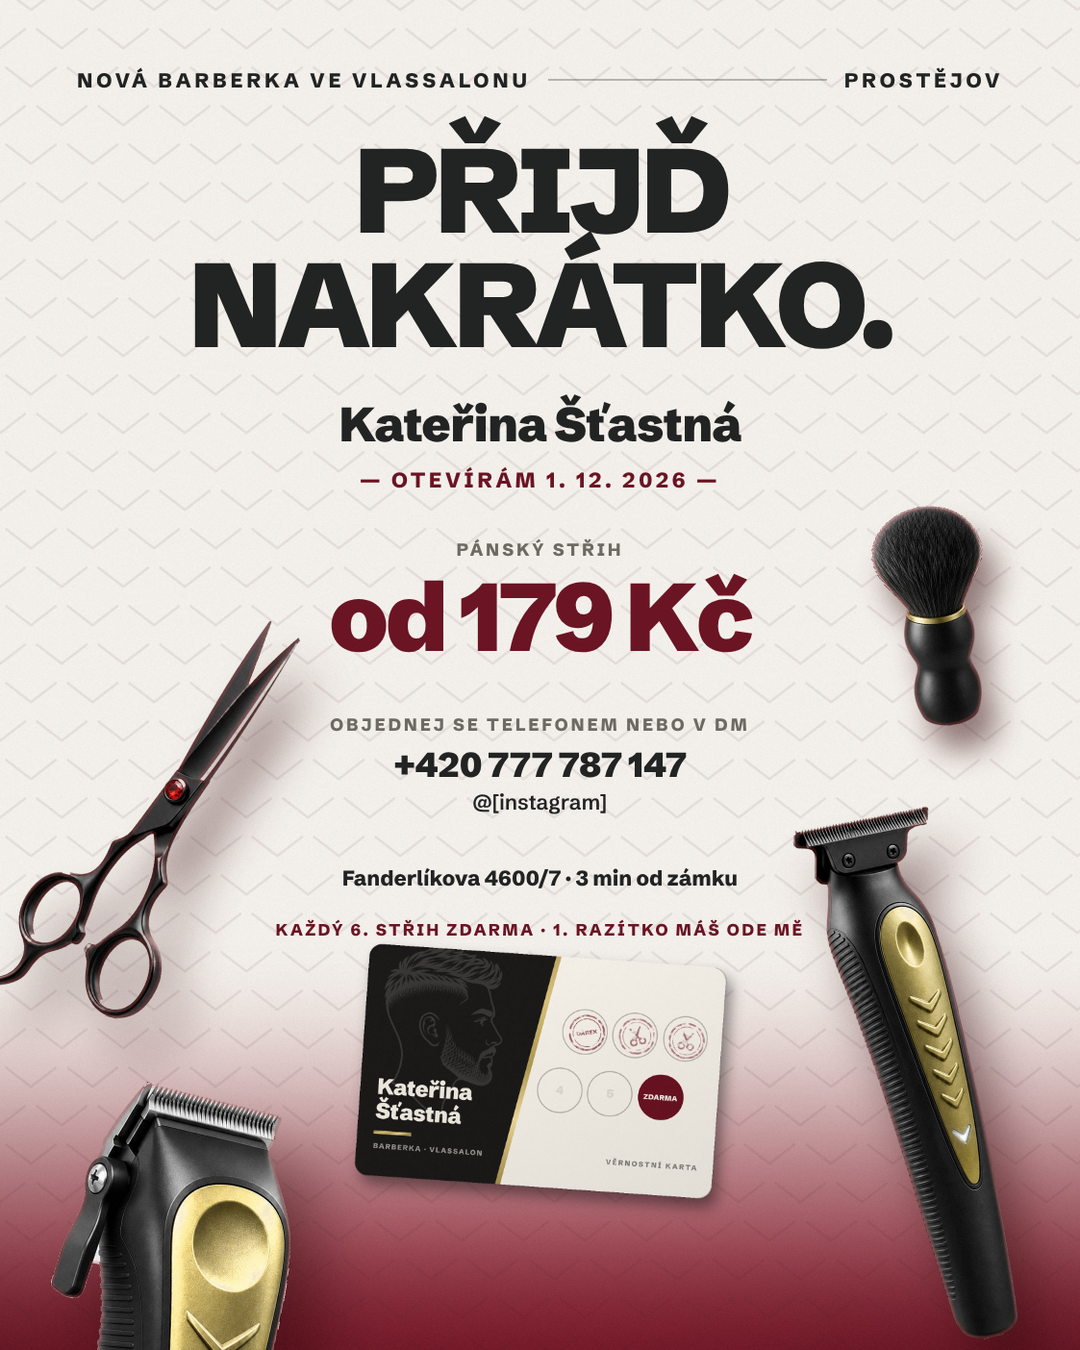 NOVÁ BARBERKA VE VLASSALONU PROSTĚJOV
PŘIJĎ
NAKRÁTKO.
Kateřina Šťastná
— OTEVÍRÁM 1. 12. 2026 —
PÁNSKÝ STŘIH
od 179 Kč
OBJEDNEJ SE TELEFONEM NEBO V DM
+420 777 787 147
@[instagram]
Fanderlíkova 4600/7 · 3 min od zámku
KAŽDÝ 6. STŘIH ZDARMA · 1. RAZÍTKO MÁŠ ODE MĚ
Kateřina
Šťastná
BARBERKA · VLASSALON
DÁREK
4 5 ZDARMA
VĚRNOSTNÍ KARTA